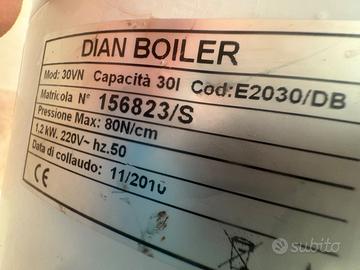 DIAN BOILER
Mod: 30VN Capacità 30l Cod:E2030/DB
Matricola N° 156823/S
Pressione Max: 80N/cm
1,2 kW. 220V~ hz.50
Data di collaudo: 11/2010
CE
subito